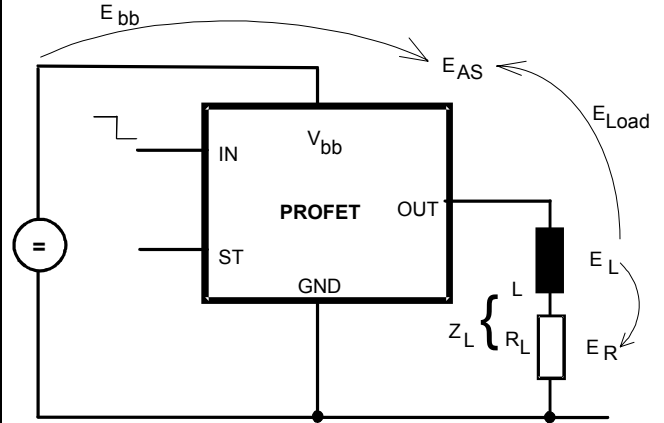 E bb
E AS
E Load
V bb
IN
PROFET
OUT
=
ST
GND
E L
L
Z L { R L
E R